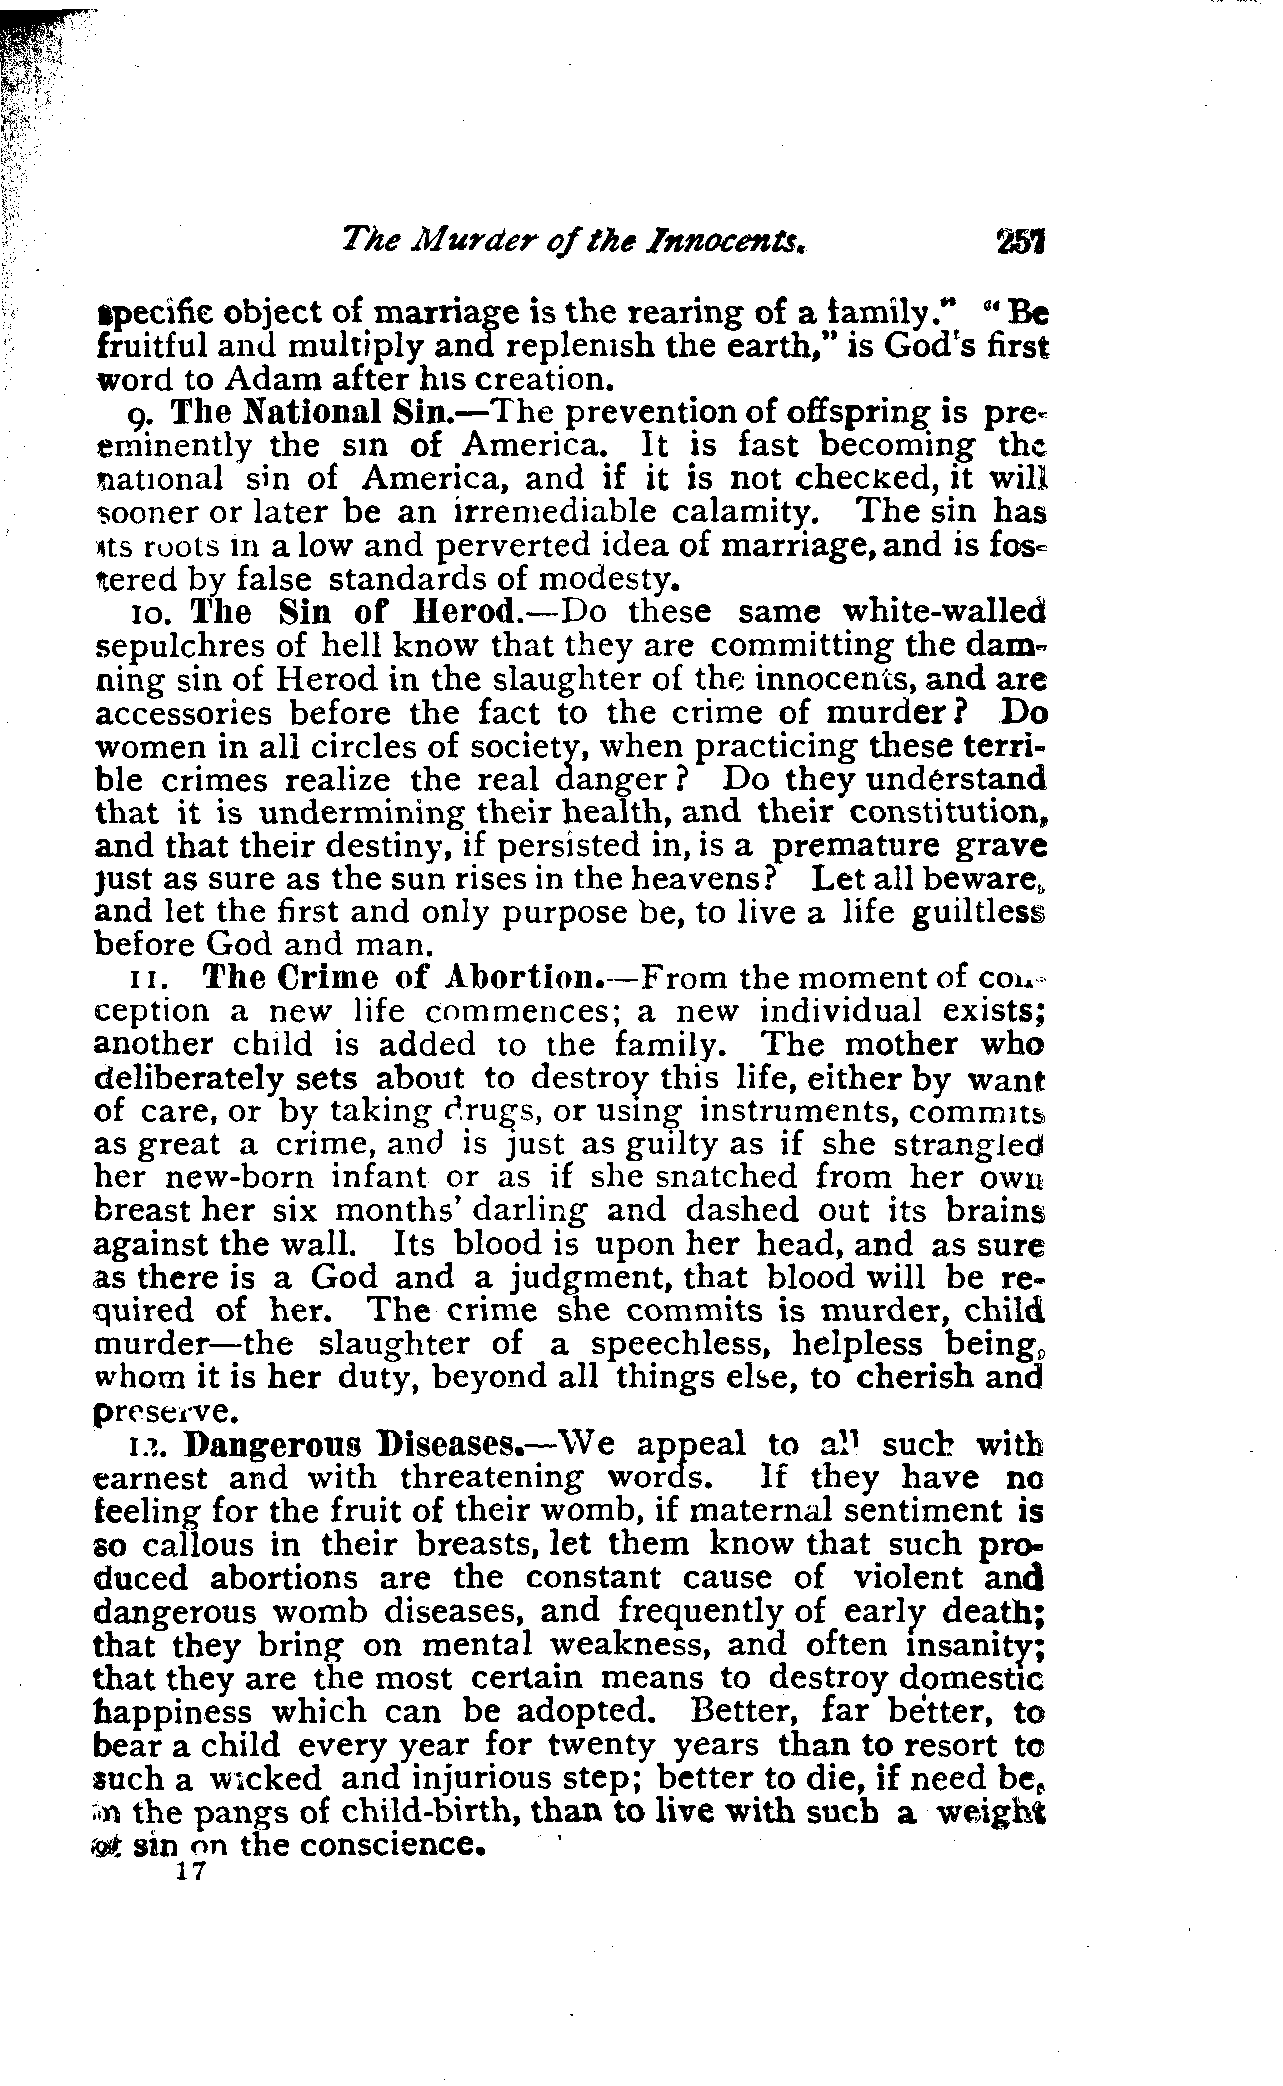 The Murder of the Innocents. 257
specific object of marriage is the rearing of a family." "Be
fruitful and multiply and replenish the earth," is God's first
word to Adam after his creation.
9. The National Sin.—The prevention of offspring is pre-
eminently the sin of America. It is fast becoming the
national sin of America, and if it is not checked, it will
sooner or later be an irremediable calamity. The sin has
its roots in a low and perverted idea of marriage, and is fos-
tered by false standards of modesty.
10. The Sin of Herod.—Do these same white-walled
sepulchres of hell know that they are committing the dam-
ning sin of Herod in the slaughter of the innocents, and are
accessories before the fact to the crime of murder? Do
women in all circles of society, when practicing these terri-
ble crimes realize the real danger? Do they understand
that it is undermining their health, and their constitution,
and that their destiny, if persisted in, is a premature grave
just as sure as the sun rises in the heavens? Let all beware,
and let the first and only purpose be, to live a life guiltless
before God and man.
11. The Crime of Abortion.—From the moment of con-
ception a new life commences; a new individual exists;
another child is added to the family. The mother who
deliberately sets about to destroy this life, either by want
of care, or by taking drugs, or using instruments, commits
as great a crime, and is just as guilty as if she strangled
her new-born infant or as if she snatched from her own
breast her six months' darling and dashed out its brains
against the wall. Its blood is upon her head, and as sure
as there is a God and a judgment, that blood will be re-
quired of her. The crime she commits is murder, child
murder—the slaughter of a speechless, helpless being,
whom it is her duty, beyond all things else, to cherish and
preserve.
12. Dangerous Diseases.—We appeal to all such with
earnest and with threatening words. If they have no
feeling for the fruit of their womb, if maternal sentiment is
so callous in their breasts, let them know that such pro-
duced abortions are the constant cause of violent and
dangerous womb diseases, and frequently of early death;
that they bring on mental weakness, and often insanity;
that they are the most certain means to destroy domestic
happiness which can be adopted. Better, far better, to
bear a child every year for twenty years than to resort to
such a wicked and injurious step; better to die, if need be,
in the pangs of child-birth, than to live with such a weight
of sin on the conscience.
17